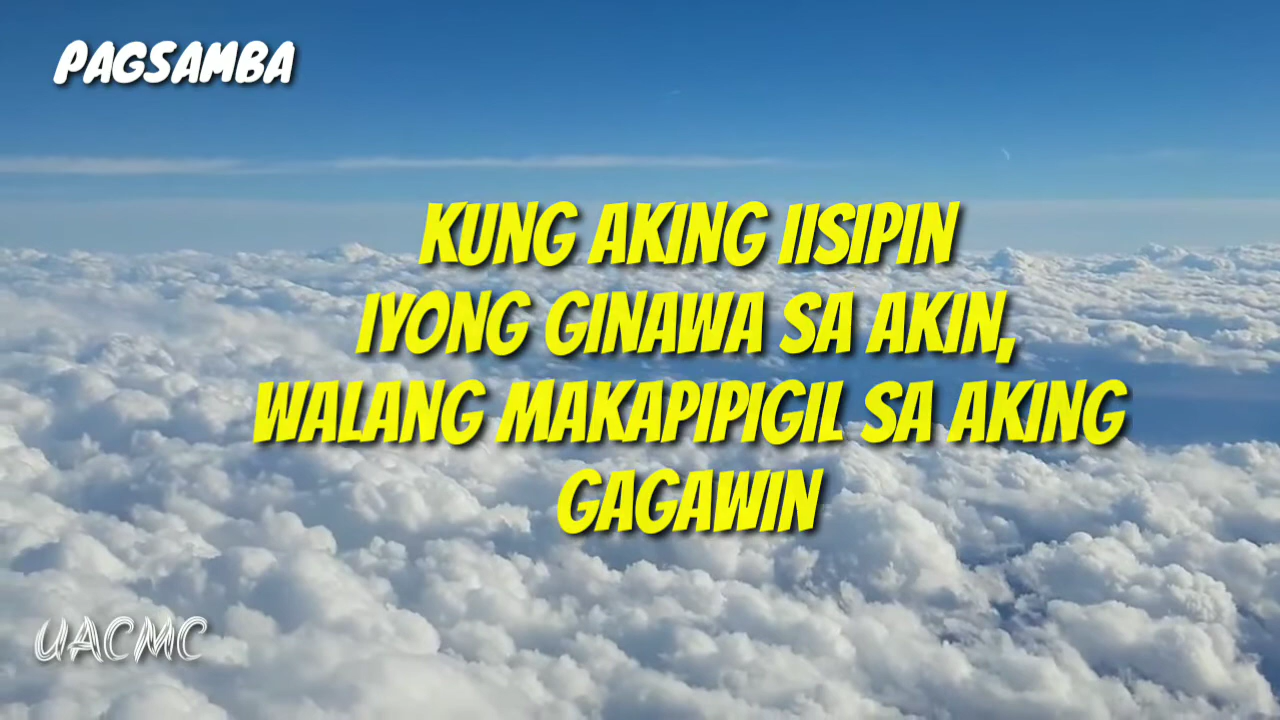 PAGSAMBA
KUNG AKING IISIPIN
IYONG GINAWA SA AKIN,
WALANG MAKAPIPIGIL SA AKING
GAGAWIN
UACMC